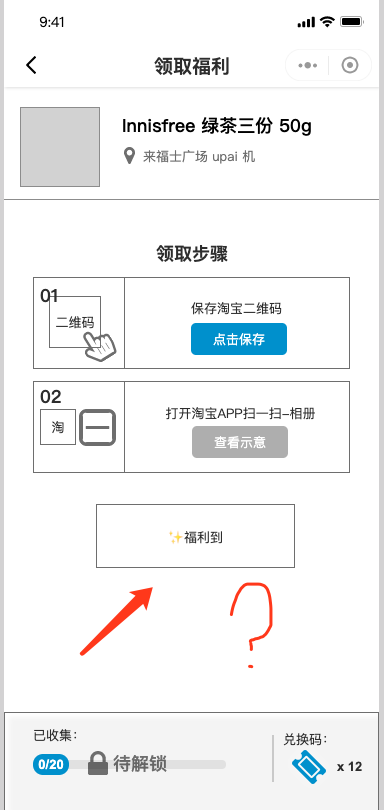 9:41
领取福利
Innisfree 绿茶三份 50g
来福士广场 upai 机
领取步骤
01
二维码
保存淘宝二维码
点击保存
02
淘
打开淘宝APP扫一扫-相册
查看示意
✨福利到
?
已收集：
0/20
待解锁
兑换码：
x 12